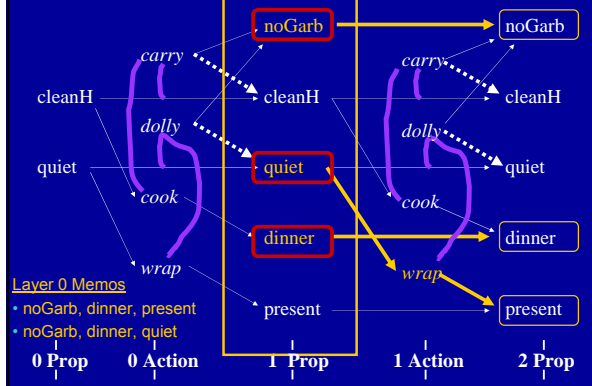 noGarb noGarb
carry carry
cleanH cleanH cleanH
dolly dolly
quiet quiet quiet
cook cook
dinner dinner
wrap wrap
Layer 0 Memos
• noGarb, dinner, present
• noGarb, dinner, quiet
present present
0 Prop 0 Action 1 Prop 1 Action 2 Prop